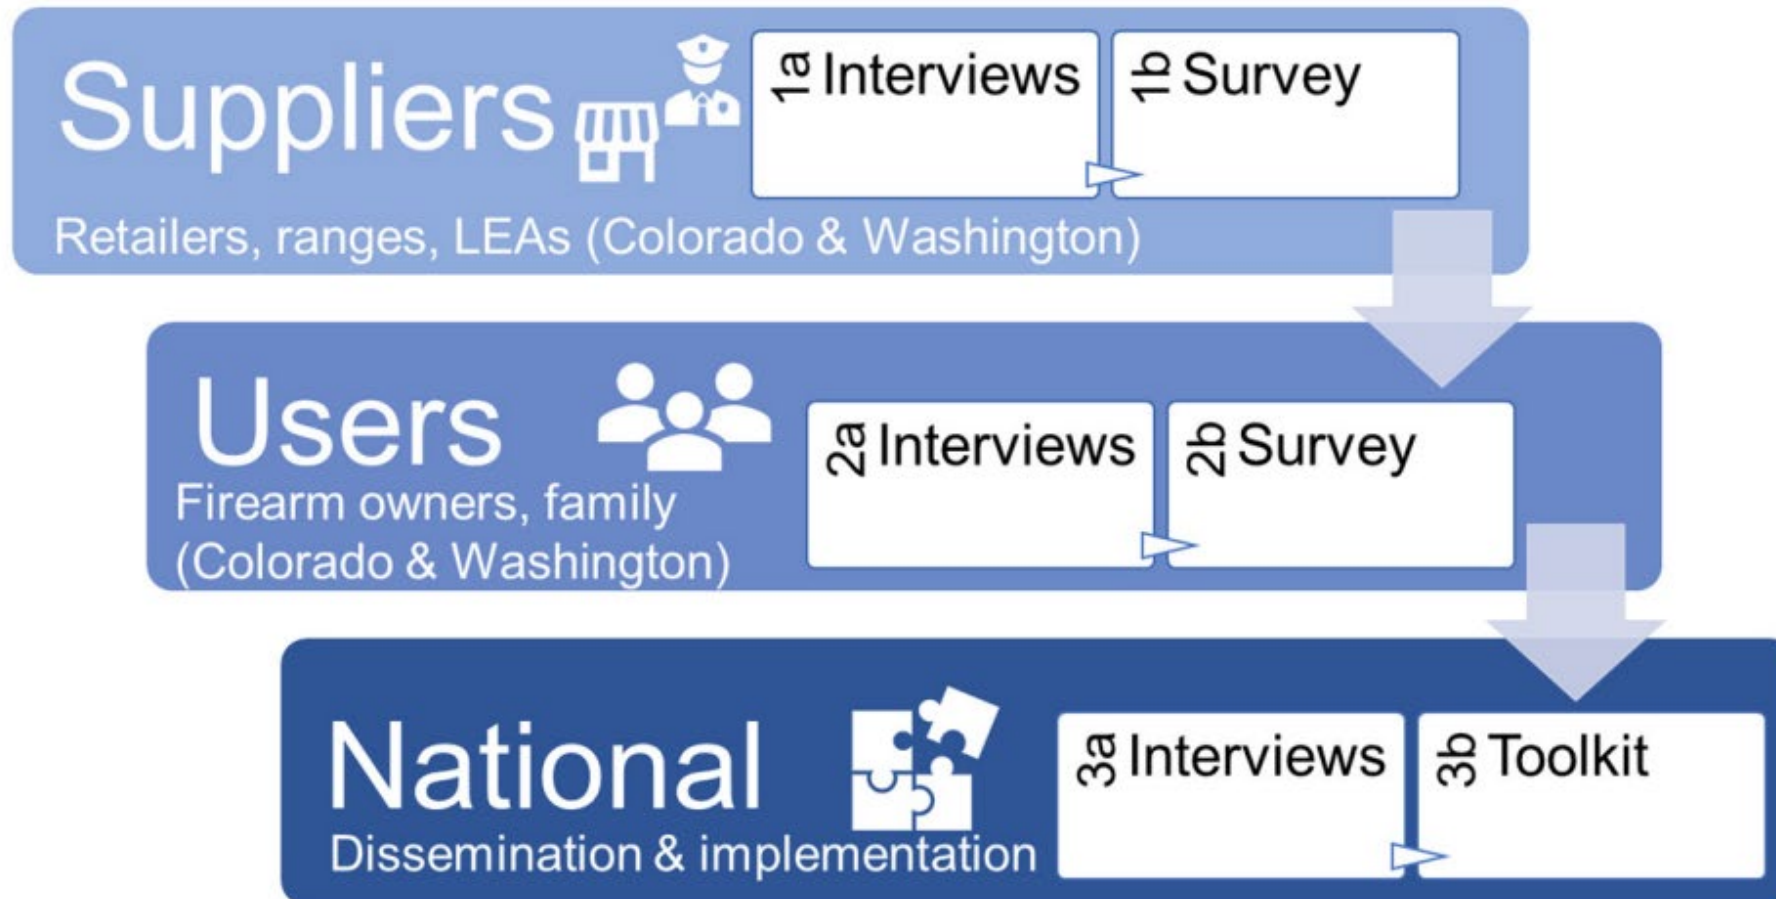 Suppliers
1a Interviews
1b Survey
Retailers, ranges, LEAs (Colorado & Washington)
Users
Firearm owners, family
(Colorado & Washington)
2a Interviews
2b Survey
National
Dissemination & implementation
3a Interviews
3b Toolkit